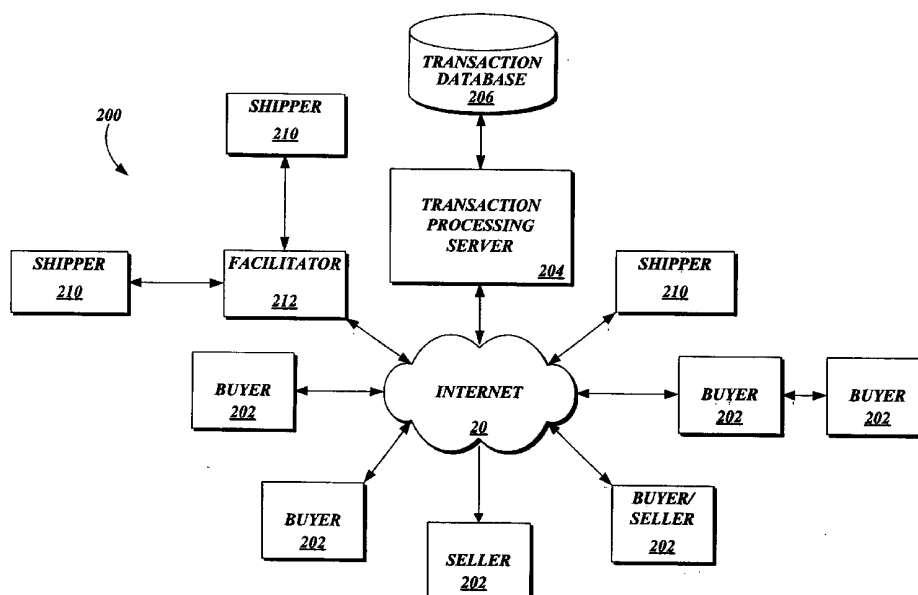 TRANSACTION
DATABASE
206
SHIPPER
210
200
TRANSACTION
PROCESSING
SERVER
204
SHIPPER
210
FACILITATOR
212
SHIPPER
210
BUYER
202
INTERNET
20
BUYER
202
BUYER
202
BUYER
202
SELLER
202
BUYER/
SELLER
202